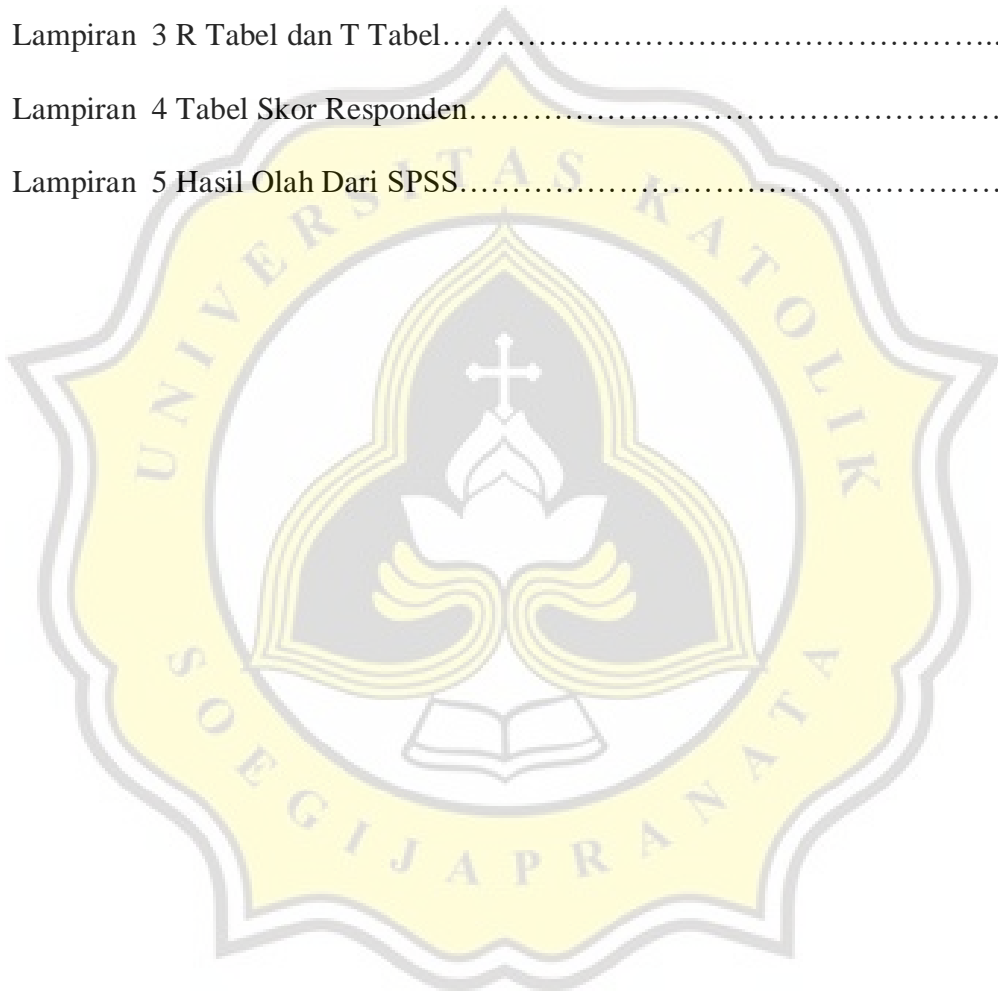 Lampiran 3 R Tabel dan T Tabel……………………………………………………..
Lampiran 4 Tabel Skor Responden…………………………………………………
Lampiran 5 Hasil Olah Dari SPSS…………………………………………………
UNIVERSITAS KATOLIK
SOEGIJAPRANATA